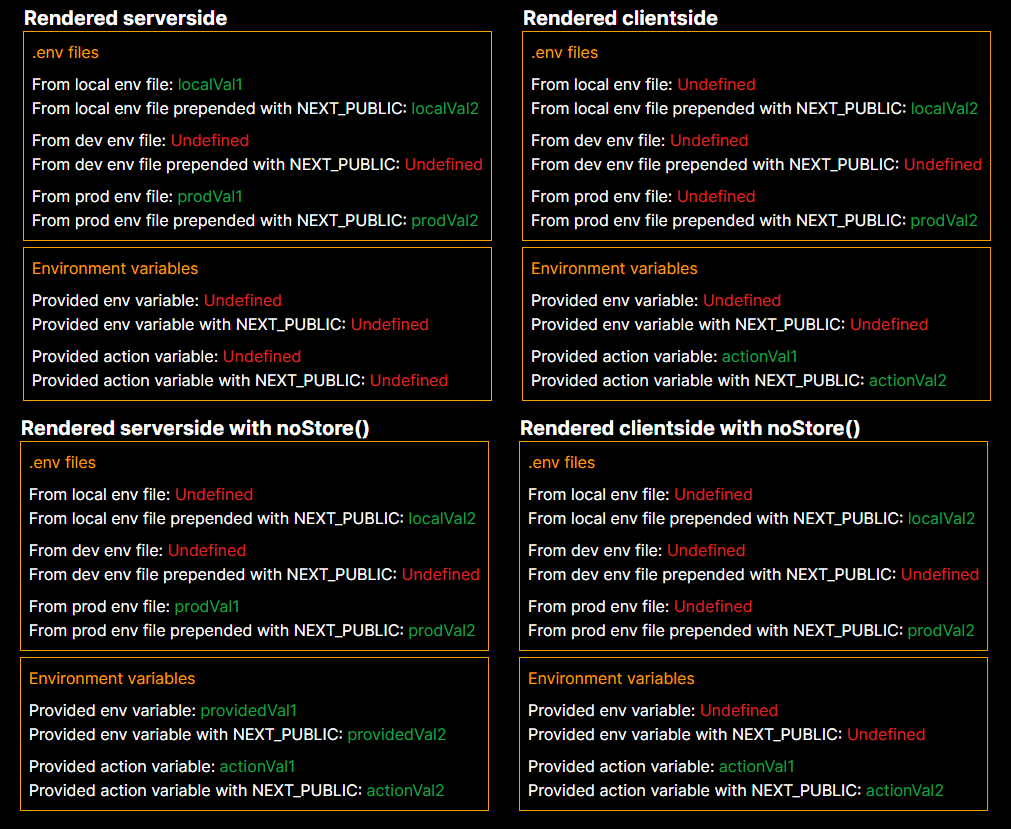 Rendered serverside
.env files
From local env file: localVal1
From local env file prepended with NEXT_PUBLIC: localVal2
From dev env file: Undefined
From dev env file prepended with NEXT_PUBLIC: Undefined
From prod env file: prodVal1
From prod env file prepended with NEXT_PUBLIC: prodVal2
Environment variables
Provided env variable: Undefined
Provided env variable with NEXT_PUBLIC: Undefined
Provided action variable: Undefined
Provided action variable with NEXT_PUBLIC: Undefined
Rendered clientside
.env files
From local env file: Undefined
From local env file prepended with NEXT_PUBLIC: localVal2
From dev env file: Undefined
From dev env file prepended with NEXT_PUBLIC: Undefined
From prod env file: Undefined
From prod env file prepended with NEXT_PUBLIC: prodVal2
Environment variables
Provided env variable: Undefined
Provided env variable with NEXT_PUBLIC: Undefined
Provided action variable: actionVal1
Provided action variable with NEXT_PUBLIC: actionVal2
Rendered serverside with noStore()
.env files
From local env file: Undefined
From local env file prepended with NEXT_PUBLIC: localVal2
From dev env file: Undefined
From dev env file prepended with NEXT_PUBLIC: Undefined
From prod env file: prodVal1
From prod env file prepended with NEXT_PUBLIC: prodVal2
Environment variables
Provided env variable: providedVal1
Provided env variable with NEXT_PUBLIC: providedVal2
Provided action variable: actionVal1
Provided action variable with NEXT_PUBLIC: actionVal2
Rendered clientside with noStore()
.env files
From local env file: Undefined
From local env file prepended with NEXT_PUBLIC: localVal2
From dev env file: Undefined
From dev env file prepended with NEXT_PUBLIC: Undefined
From prod env file: Undefined
From prod env file prepended with NEXT_PUBLIC: prodVal2
Environment variables
Provided env variable: Undefined
Provided env variable with NEXT_PUBLIC: Undefined
Provided action variable: actionVal1
Provided action variable with NEXT_PUBLIC: actionVal2